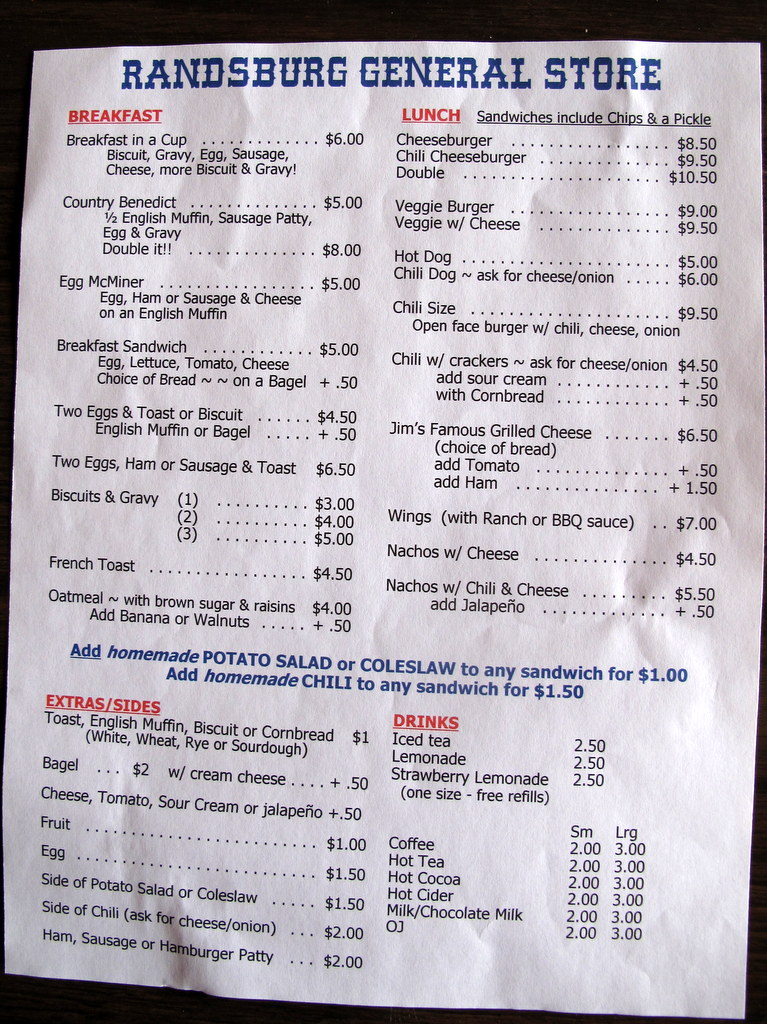 RANDSBURG GENERAL STORE
BREAKFAST
Breakfast in a Cup ............. $6.00
Biscuit, Gravy, Egg, Sausage,
Cheese, more Biscuit & Gravy!
Country Benedict .............. $5.00
½ English Muffin, Sausage Patty,
Egg & Gravy
Double it!! .............. $8.00
Egg McMiner ................. $5.00
Egg, Ham or Sausage & Cheese
on an English Muffin
Breakfast Sandwich ............ $5.00
Egg, Lettuce, Tomato, Cheese
Choice of Bread ~ ~ on a Bagel + .50
Two Eggs & Toast or Biscuit ...... $4.50
English Muffin or Bagel ..... + .50
Two Eggs, Ham or Sausage & Toast $6.50
Biscuits & Gravy (1) .......... $3.00
(2) .......... $4.00
(3) .......... $5.00
French Toast ................. $4.50
Oatmeal ~ with brown sugar & raisins $4.00
Add Banana or Walnuts ..... + .50
LUNCH Sandwiches include Chips & a Pickle
Cheeseburger ................. $8.50
Chili Cheeseburger .............. $9.50
Double ...................... $10.50
Veggie Burger ................. $9.00
Veggie w/ Cheese .............. $9.50
Hot Dog ....................... $5.00
Chili Dog ~ ask for cheese/onion ..... $6.00
Chili Size ...................... $9.50
Open face burger w/ chili, cheese, onion
Chili w/ crackers ~ ask for cheese/onion $4.50
add sour cream ............ + .50
with Cornbread ............ + .50
Jim's Famous Grilled Cheese ....... $6.50
(choice of bread)
add Tomato .............. + .50
add Ham ............... + 1.50
Wings (with Ranch or BBQ sauce) .. $7.00
Nachos w/ Cheese .............. $4.50
Nachos w/ Chili & Cheese ......... $5.50
add Jalapeño ............. + .50
Add homemade POTATO SALAD or COLESLAW to any sandwich for $1.00
Add homemade CHILI to any sandwich for $1.50
EXTRAS/SIDES
Toast, English Muffin, Biscuit or Cornbread $1
(White, Wheat, Rye or Sourdough)
Bagel ... $2 w/ cream cheese .... + .50
Cheese, Tomato, Sour Cream or jalapeño +.50
Fruit .......................... $1.00
Egg ........................... $1.50
Side of Potato Salad or Coleslaw ..... $1.50
Side of Chili (ask for cheese/onion) ... $2.00
Ham, Sausage or Hamburger Patty ... $2.00
DRINKS
Iced tea 2.50
Lemonade 2.50
Strawberry Lemonade 2.50
(one size - free refills)
Sm Lrg
Coffee 2.00 3.00
Hot Tea 2.00 3.00
Hot Cocoa 2.00 3.00
Hot Cider 2.00 3.00
Milk/Chocolate Milk 2.00 3.00
OJ 2.00 3.00